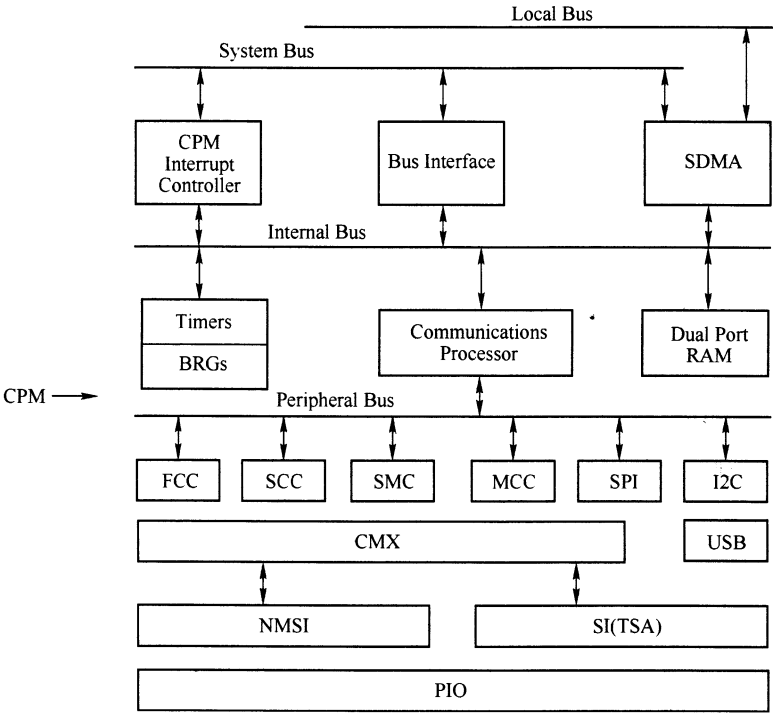 Local Bus
System Bus
CPM
Interrupt
Controller
Bus Interface
SDMA
Internal Bus
Timers
BRGs
Communications
Processor
Dual Port
RAM
CPM
Peripheral Bus
FCC
SCC
SMC
MCC
SPI
I2C
CMX
USB
NMSI
SI(TSA)
PIO